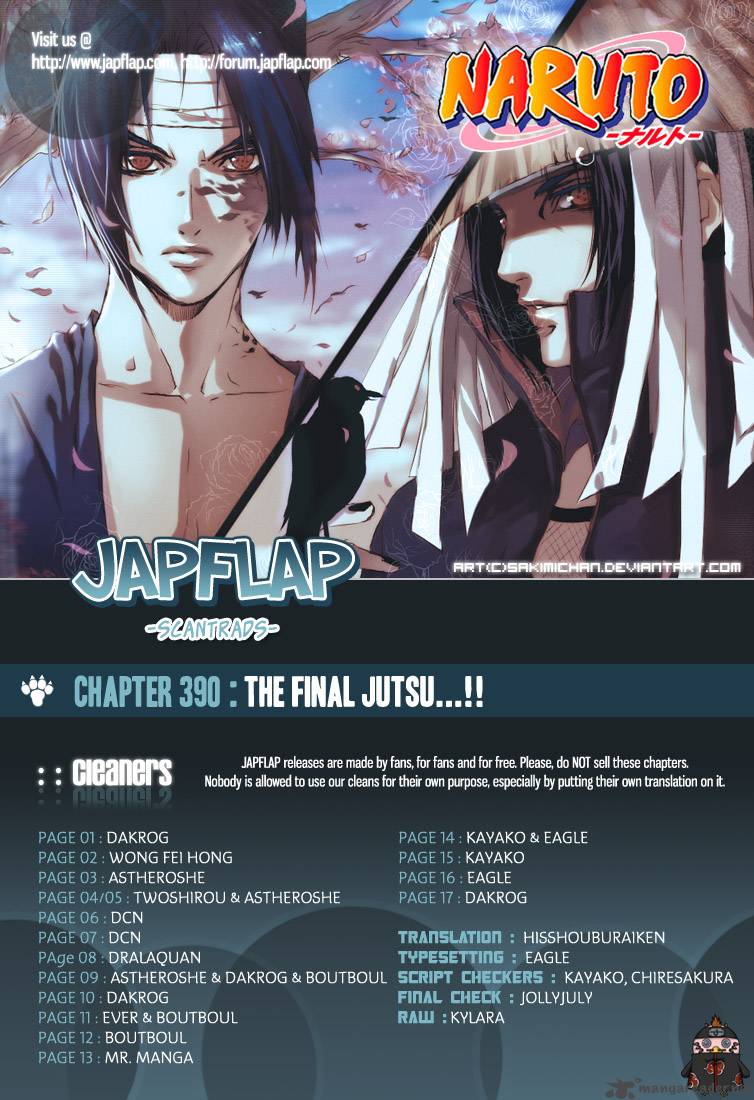 Visit us @
http://www.japflap.com, http://forum.japflap.com
NARUTO
-ナルト-
JAPFLAP
-SCANTRADS-
ART(C)SAKIMICHAN.DEVIANTART.COM
CHAPTER 390 : THE FINAL JUTSU...!!
:: cleaners
JAPFLAP releases are made by fans, for fans and for free. Please, do NOT sell these chapters.
Nobody is allowed to use our cleans for their own purpose, especially by putting their own translation on it.
PAGE 01 : DAKROG
PAGE 02 : WONG FEI HONG
PAGE 03 : ASTHEROSHE
PAGE 04/05 : TWOSHIROU & ASTHEROSHE
PAGE 06 : DCN
PAGE 07 : DCN
PAge 08 : DRALAQUAN
PAGE 09 : ASTHEROSHE & DAKROG & BOUTBOUL
PAGE 10 : DAKROG
PAGE 11 : EVER & BOUTBOUL
PAGE 12 : BOUTBOUL
PAGE 13 : MR. MANGA
PAGE 14 : KAYAKO & EAGLE
PAGE 15 : KAYAKO
PAGE 16 : EAGLE
PAGE 17 : DAKROG
TRANSLATION : HISSHOUBURAIKEN
TYPESETTING : EAGLE
SCRIPT CHECKERS : KAYAKO, CHIRESAKURA
FINAL CHECK : JOLLYJULY
RAW : KYLARA